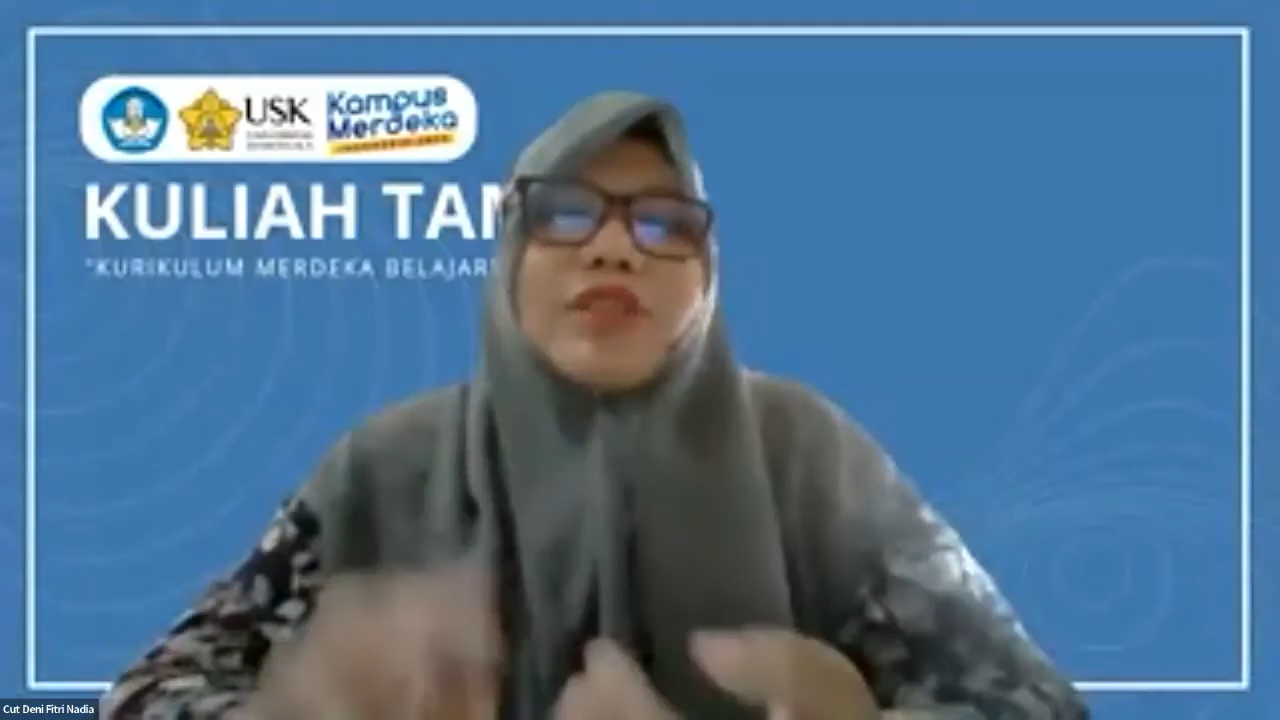 USK
Kampus
Merdeka
KULIAH TAM
"KURIKULUM MERDEKA BELAJAR"
Cut Deni Fitri Nadia